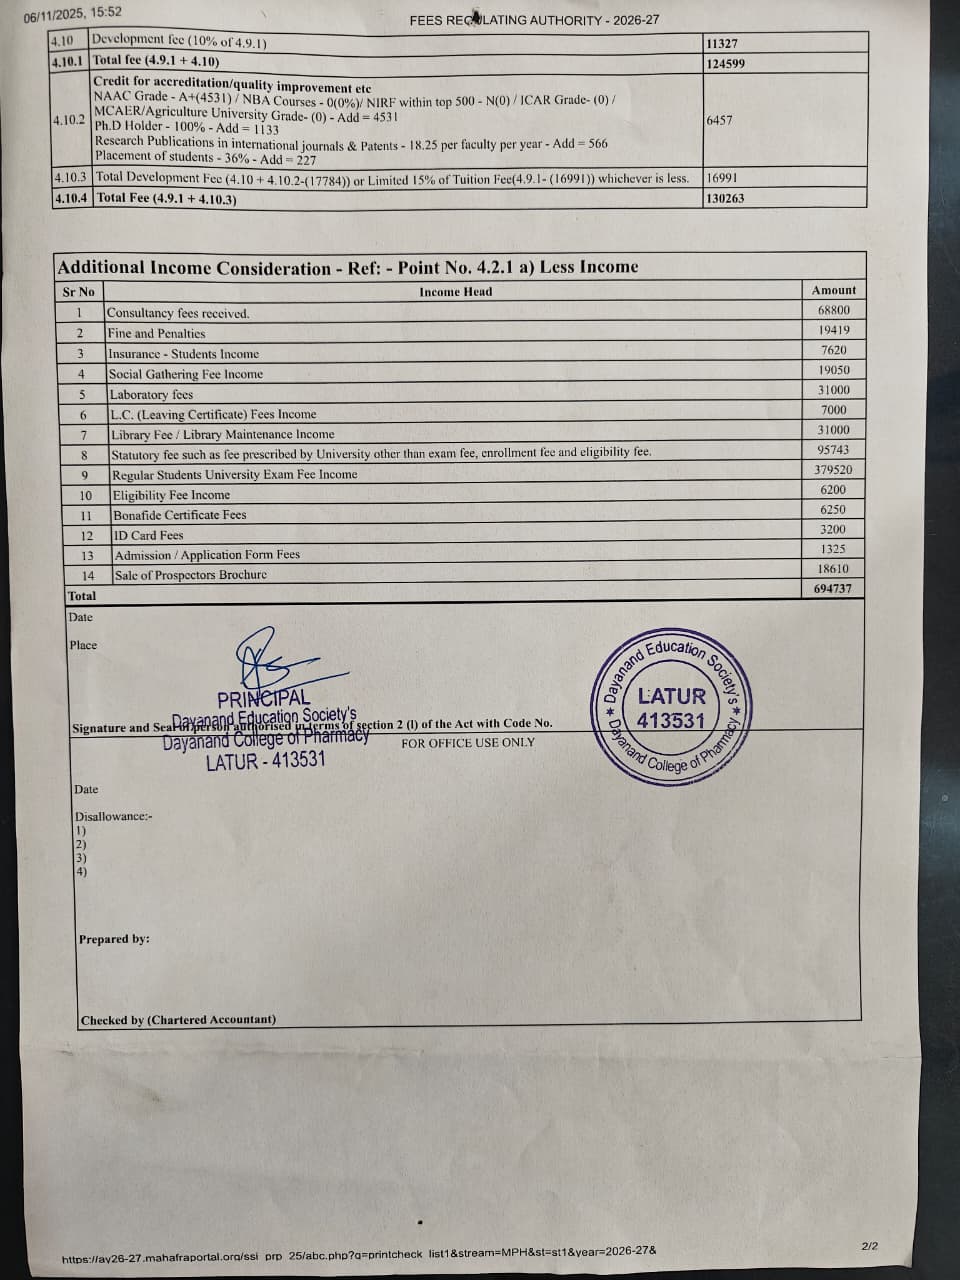 06/11/2025, 15:52
FEES REGULATING AUTHORITY - 2026-27
4.10 Development fee (10% of 4.9.1) 11327
4.10.1 Total fee (4.9.1 + 4.10) 124599
4.10.2 Credit for accreditation/quality improvement etc
NAAC Grade - A+(4531) / NBA Courses - 0(0%)/ NIRF within top 500 - N(0) / ICAR Grade- (0) /
MCAER/Agriculture University Grade- (0) - Add = 4531
Ph.D Holder - 100% - Add = 1133
Research Publications in international journals & Patents - 18.25 per faculty per year - Add = 566
Placement of students - 36% - Add = 227
6457
4.10.3 Total Development Fee (4.10 + 4.10.2-(17784)) or Limited 15% of Tuition Fee(4.9.1- (16991)) whichever is less. 16991
4.10.4 Total Fee (4.9.1 + 4.10.3) 130263
Additional Income Consideration - Ref: - Point No. 4.2.1 a) Less Income
Sr No Income Head Amount
1 Consultancy fees received. 68800
2 Fine and Penalties 19419
3 Insurance - Students Income 7620
4 Social Gathering Fee Income 19050
5 Laboratory fees 31000
6 L.C. (Leaving Certificate) Fees Income 7000
7 Library Fee / Library Maintenance Income 31000
8 Statutory fee such as fee prescribed by University other than exam fee, enrollment fee and eligibility fee. 95743
9 Regular Students University Exam Fee Income 379520
10 Eligibility Fee Income 6200
11 Bonafide Certificate Fees 6250
12 ID Card Fees 3200
13 Admission / Application Form Fees 1325
14 Sale of Prospectors Brochure 18610
Total 694737
Date
Place
PRINCIPAL
Dayanand Education Society's
Signature and Seal of person authorised in terms of section 2 (l) of the Act with Code No.
Dayanand College of Pharmacy
LATUR - 413531
Dayanand Education Society's
LATUR
413531
Dayanand College of Pharmacy
FOR OFFICE USE ONLY
Date
Disallowance:-
1)
2)
3)
4)
Prepared by:
Checked by (Chartered Accountant)
https://ay26-27.mahafraportal.org/ssi_prp_25/abc.php?q=printcheck_list1&stream=MPH&st=st1&year=2026-27&
2/2